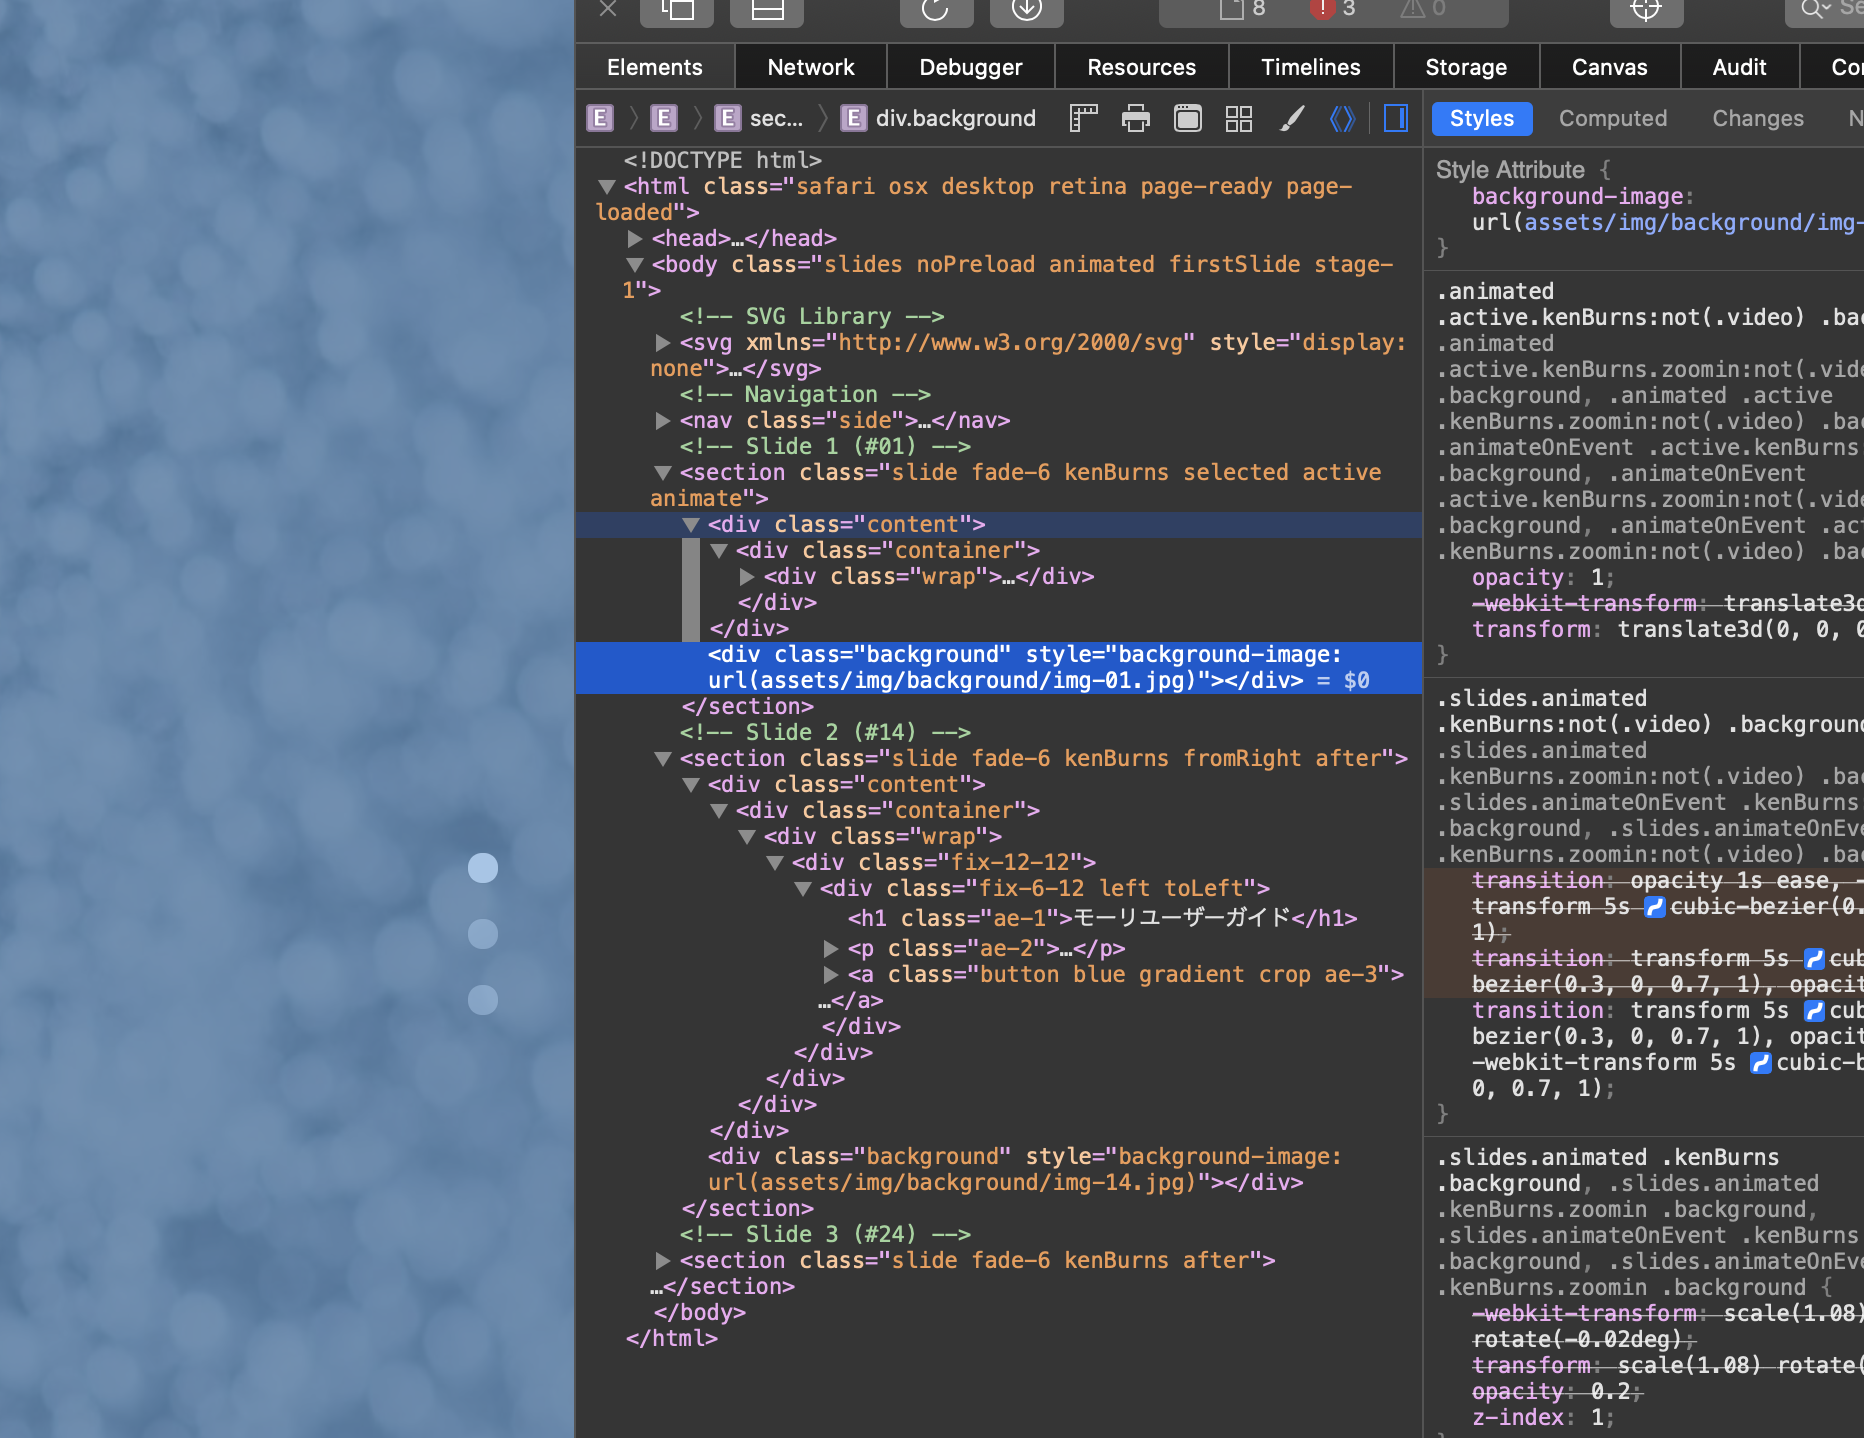 8 3 0 Se
Elements Network Debugger Resources Timelines Storage Canvas Audit Co
E E E sec... E div.background Styles Computed Changes N
<!DOCTYPE html>
<html class="safari osx desktop retina page-ready page-
loaded">
<head>…</head>
<body class="slides noPreload animated firstSlide stage-
1">
<!-- SVG Library -->
<svg xmlns="http://www.w3.org/2000/svg" style="display:
none">…</svg>
<!-- Navigation -->
<nav class="side">…</nav>
<!-- Slide 1 (#01) -->
<section class="slide fade-6 kenBurns selected active
animate">
<div class="content">
<div class="container">
<div class="wrap">…</div>
</div>
</div>
<div class="background" style="background-image:
url(assets/img/background/img-01.jpg)"></div> = $0
</section>
<!-- Slide 2 (#14) -->
<section class="slide fade-6 kenBurns fromRight after">
<div class="content">
<div class="container">
<div class="wrap">
<div class="fix-12-12">
<div class="fix-6-12 left toLeft">
<h1 class="ae-1">モーリユーザーガイド</h1>
<p class="ae-2">…</p>
<a class="button blue gradient crop ae-3">
…</a>
</div>
</div>
</div>
</div>
</div>
<div class="background" style="background-image:
url(assets/img/background/img-14.jpg)"></div>
</section>
<!-- Slide 3 (#24) -->
<section class="slide fade-6 kenBurns after">
…</section>
</body>
</html>
Style Attribute {
background-image:
url(assets/img/background/img-
}
.animated
.active.kenBurns:not(.video) .ba
.animated
.active.kenBurns.zoomin:not(.vid
.background, .animated .active
.kenBurns.zoomin:not(.video) .ba
.animateOnEvent .active.kenBurns
.background, .animateOnEvent
.active.kenBurns.zoomin:not(.vid
.background, .animateOnEvent .ac
.kenBurns.zoomin:not(.video) .ba
opacity: 1;
-webkit-transform: translate3d
transform: translate3d(0, 0, 0
}
.slides.animated
.kenBurns:not(.video) .background
.slides.animated
.kenBurns.zoomin:not(.video) .ba
.slides.animateOnEvent .kenBurns
.background, .slides.animateOnEve
.kenBurns.zoomin:not(.video) .ba
transition: opacity 1s ease, -
transform 5s cubic-bezier(0.
1);
transition: transform 5s cub
bezier(0.3, 0, 0.7, 1), opacit
transition: transform 5s cub
bezier(0.3, 0, 0.7, 1), opacit
-webkit-transform 5s cubic-b
0, 0.7, 1);
}
.slides.animated .kenBurns
.background, .slides.animated
.kenBurns.zoomin .background,
.slides.animateOnEvent .kenBurns
.background, .slides.animateOnEve
.kenBurns.zoomin .background {
-webkit-transform: scale(1.08)
rotate(-0.02deg);
transform: scale(1.08) rotate(
opacity: 0.2;
z-index: 1;